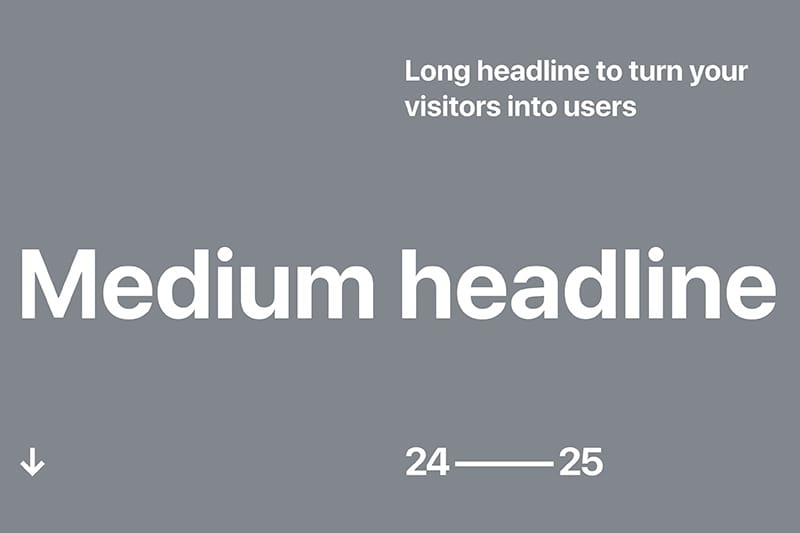 Long headline to turn your
visitors into users
Medium headline
↓
24——25